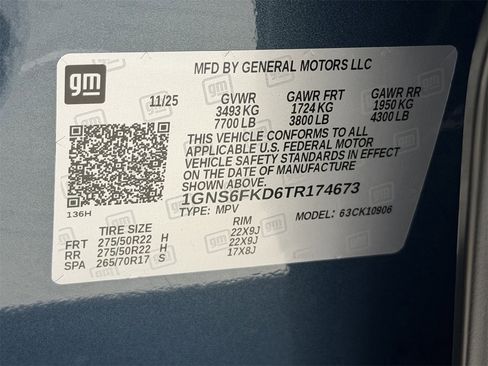 MFD BY GENERAL MOTORS LLC
gm
11/25 GVWR GAWR FRT GAWR RR
3493 KG 1724 KG 1950 KG
7700 LB 3800 LB 4300 LB
THIS VEHICLE CONFORMS TO ALL
APPLICABLE U.S. FEDERAL MOTOR
VEHICLE SAFETY STANDARDS IN EFFECT
ON THE DATE OF MANUFACTURE SHOWN ABOVE.
1GNS6FKD6TR174673
TYPE: MPV MODEL: 63CK10906
136H
TIRE SIZE RIM
FRT 275/50R22 H 22X9J
RR 275/50R22 H 22X9J
SPA 265/70R17 S 17X8J